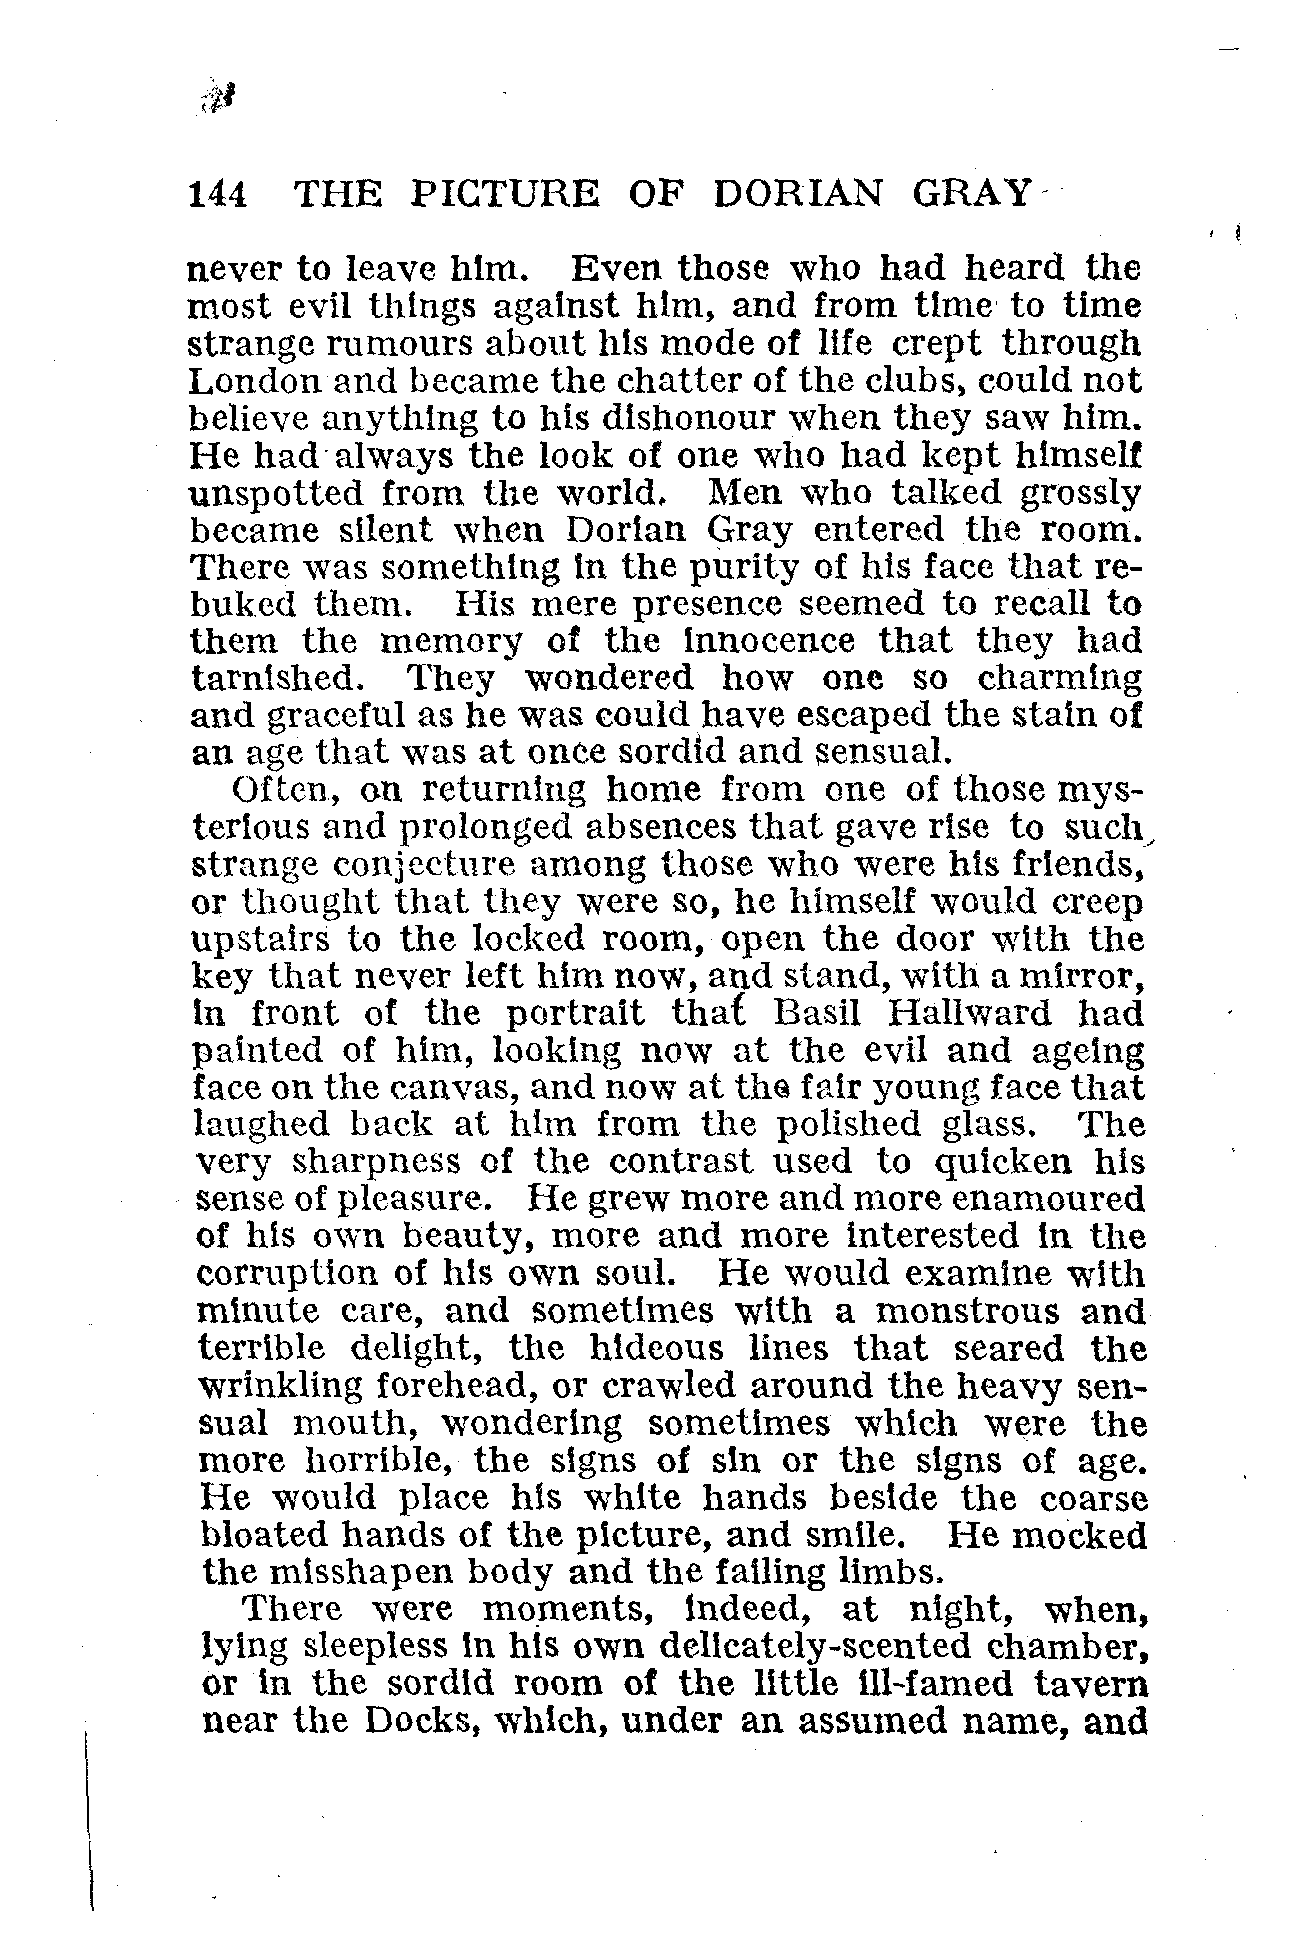 144 THE PICTURE OF DORIAN GRAY
never to leave him. Even those who had heard the
most evil things against him, and from time to time
strange rumours about his mode of life crept through
London and became the chatter of the clubs, could not
believe anything to his dishonour when they saw him.
He had always the look of one who had kept himself
unspotted from the world. Men who talked grossly
became silent when Dorian Gray entered the room.
There was something in the purity of his face that re-
buked them. His mere presence seemed to recall to
them the memory of the innocence that they had
tarnished. They wondered how one so charming
and graceful as he was could have escaped the stain of
an age that was at once sordid and sensual.
Often, on returning home from one of those mys-
terious and prolonged absences that gave rise to such
strange conjecture among those who were his friends,
or thought that they were so, he himself would creep
upstairs to the locked room, open the door with the
key that never left him now, and stand, with a mirror,
in front of the portrait that Basil Hallward had
painted of him, looking now at the evil and ageing
face on the canvas, and now at the fair young face that
laughed back at him from the polished glass. The
very sharpness of the contrast used to quicken his
sense of pleasure. He grew more and more enamoured
of his own beauty, more and more interested in the
corruption of his own soul. He would examine with
minute care, and sometimes with a monstrous and
terrible delight, the hideous lines that seared the
wrinkling forehead, or crawled around the heavy sen-
sual mouth, wondering sometimes which were the
more horrible, the signs of sin or the signs of age.
He would place his white hands beside the coarse
bloated hands of the picture, and smile. He mocked
the misshapen body and the failing limbs.
There were moments, indeed, at night, when,
lying sleepless in his own delicately-scented chamber,
or in the sordid room of the little ill-famed tavern
near the Docks, which, under an assumed name, and